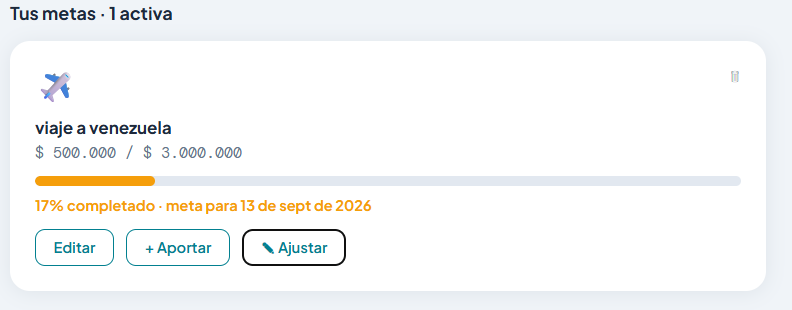 Tus metas · 1 activa
viaje a venezuela
$ 500.000 / $ 3.000.000
17% completado · meta para 13 de sept de 2026
Editar
+ Aportar
Ajustar